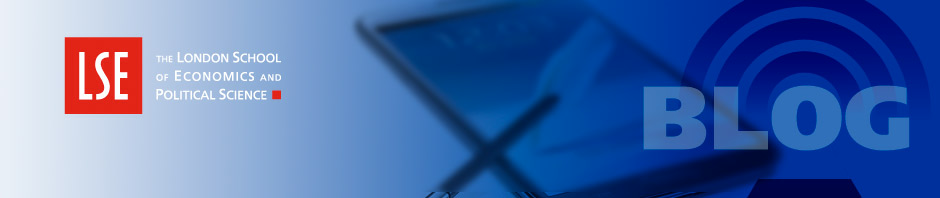 LSE
THE LONDON SCHOOL
OF ECONOMICS AND
POLITICAL SCIENCE
BLOG